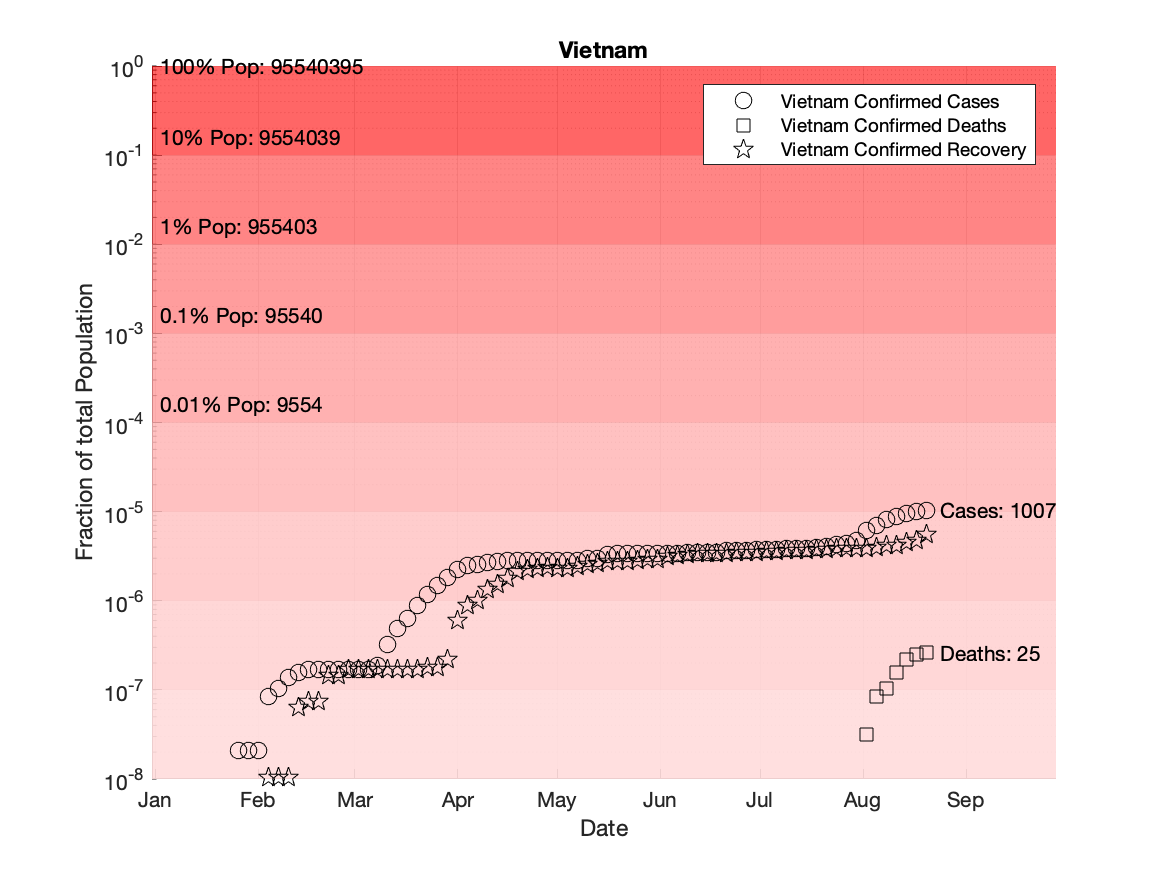 Vietnam
10^0
100% Pop: 95540395
Vietnam Confirmed Cases
Vietnam Confirmed Deaths
Vietnam Confirmed Recovery
10% Pop: 9554039
10^-1
1% Pop: 955403
10^-2
0.1% Pop: 95540
10^-3
0.01% Pop: 9554
10^-4
Fraction of total Population
10^-5
Cases: 1007
10^-6
Deaths: 25
10^-7
10^-8
Jan Feb Mar Apr May Jun Jul Aug Sep
Date